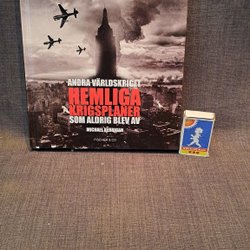 ANDRA VÄRLDSKRIGET
HEMLIGA
KRIGSPLANER
SOM ALDRIG BLEV AV
MICHAEL KERRIGAN